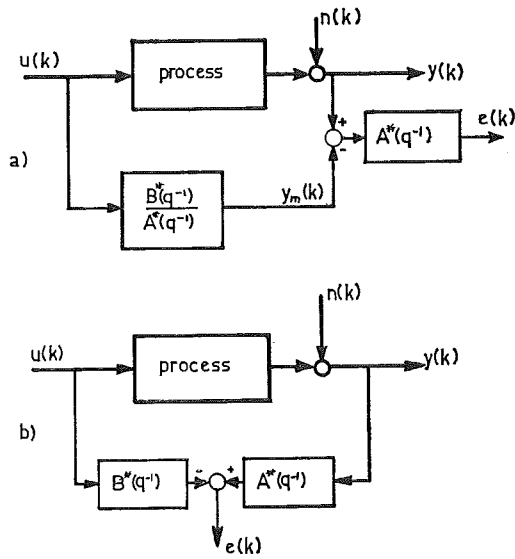 n(k)
u(k)
process
y(k)
+
-
A*(q⁻¹)
e(k)
a)
B*(q⁻¹)
A*(q⁻¹)
yₘ(k)
n(k)
u(k)
process
y(k)
b)
B*(q⁻¹)
-
+
A*(q⁻¹)
e(k)